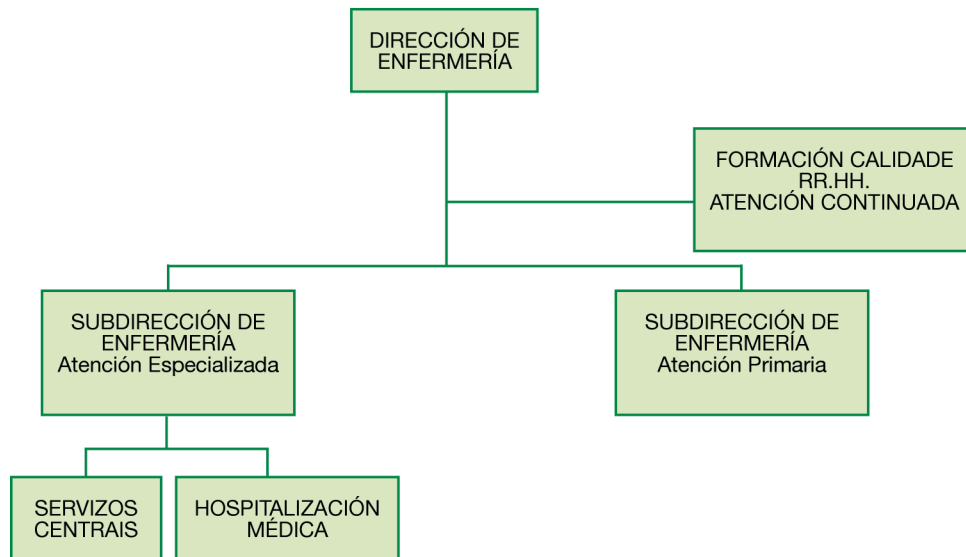 DIRECCIÓN DE
ENFERMERÍA
FORMACIÓN CALIDADE
RR.HH.
ATENCIÓN CONTINUADA
SUBDIRECCIÓN DE
ENFERMERÍA
Atención Especializada
SUBDIRECCIÓN DE
ENFERMERÍA
Atención Primaria
SERVIZOS
CENTRAIS
HOSPITALIZACIÓN
MÉDICA